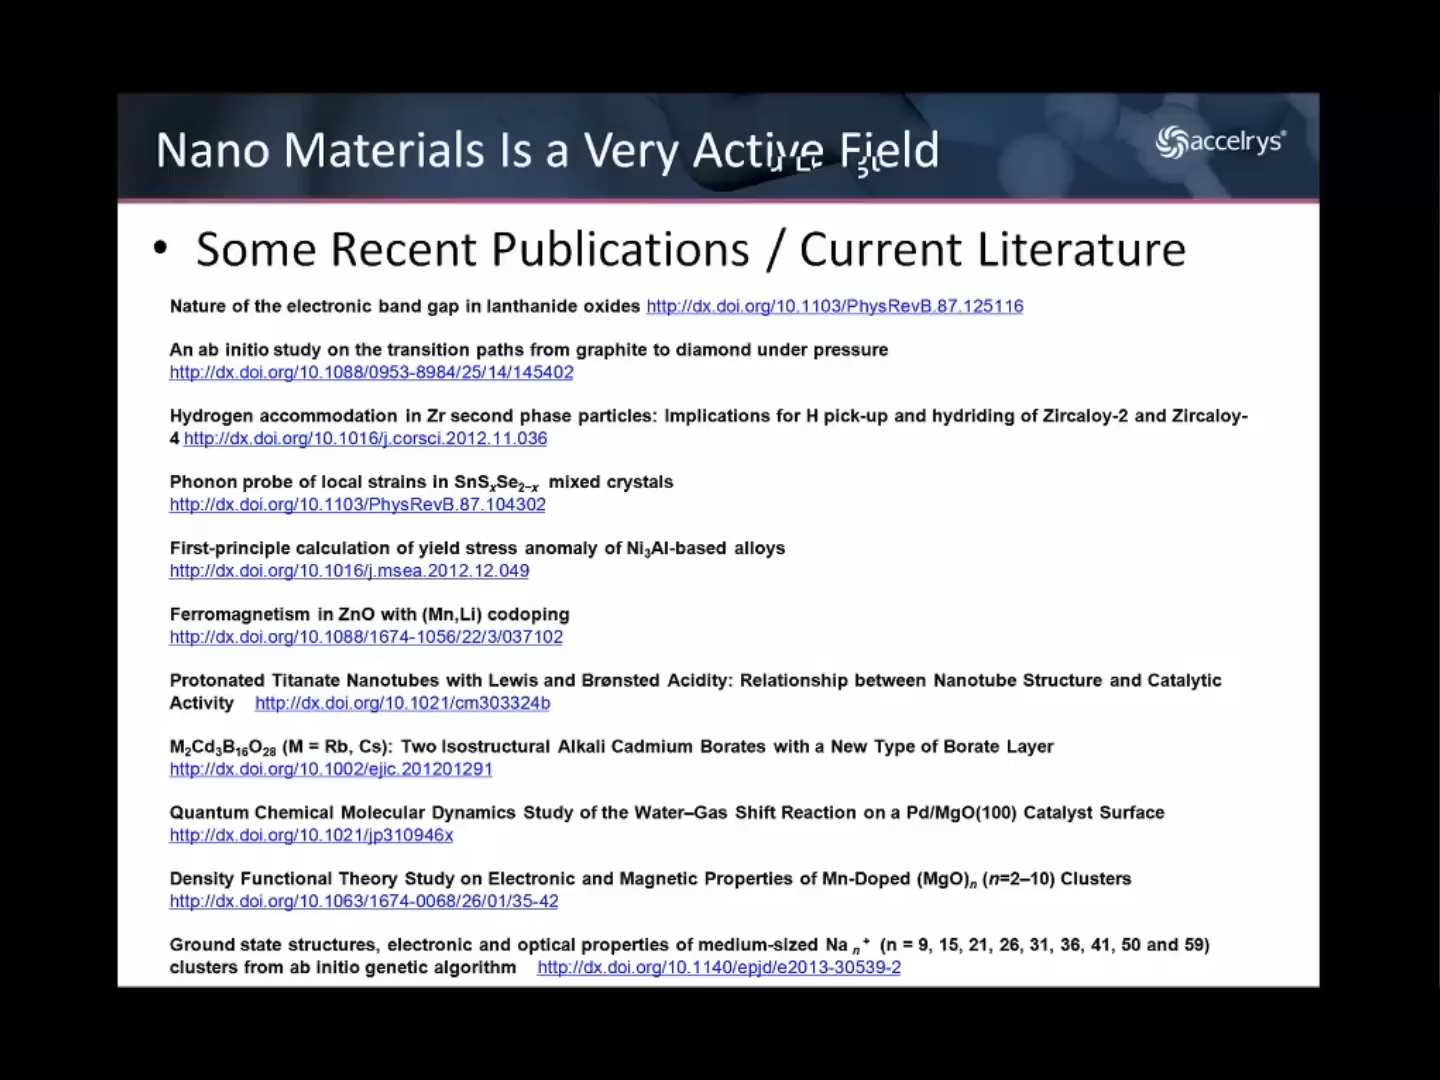 Nano Materials Is a Very Active Field
accelrys®
• Some Recent Publications / Current Literature
Nature of the electronic band gap in lanthanide oxides http://dx.doi.org/10.1103/PhysRevB.87.125116
An ab initio study on the transition paths from graphite to diamond under pressure
http://dx.doi.org/10.1088/0953-8984/25/14/145402
Hydrogen accommodation in Zr second phase particles: Implications for H pick-up and hydriding of Zircaloy-2 and Zircaloy-
4 http://dx.doi.org/10.1016/j.corsci.2012.11.036
Phonon probe of local strains in SnSₓSe₂₋ₓ mixed crystals
http://dx.doi.org/10.1103/PhysRevB.87.104302
First-principle calculation of yield stress anomaly of Ni₃Al-based alloys
http://dx.doi.org/10.1016/j.msea.2012.12.049
Ferromagnetism in ZnO with (Mn,Li) codoping
http://dx.doi.org/10.1088/1674-1056/22/3/037102
Protonated Titanate Nanotubes with Lewis and Brønsted Acidity: Relationship between Nanotube Structure and Catalytic
Activity http://dx.doi.org/10.1021/cm303324b
M₂Cd₃B₁₆O₂₈ (M = Rb, Cs): Two Isostructural Alkali Cadmium Borates with a New Type of Borate Layer
http://dx.doi.org/10.1002/ejic.201201291
Quantum Chemical Molecular Dynamics Study of the Water–Gas Shift Reaction on a Pd/MgO(100) Catalyst Surface
http://dx.doi.org/10.1021/jp310946x
Density Functional Theory Study on Electronic and Magnetic Properties of Mn-Doped (MgO)ₙ (n=2–10) Clusters
http://dx.doi.org/10.1063/1674-0068/26/01/35-42
Ground state structures, electronic and optical properties of medium-sized Na ₙ⁺ (n = 9, 15, 21, 26, 31, 36, 41, 50 and 59)
clusters from ab initio genetic algorithm http://dx.doi.org/10.1140/epjd/e2013-30539-2